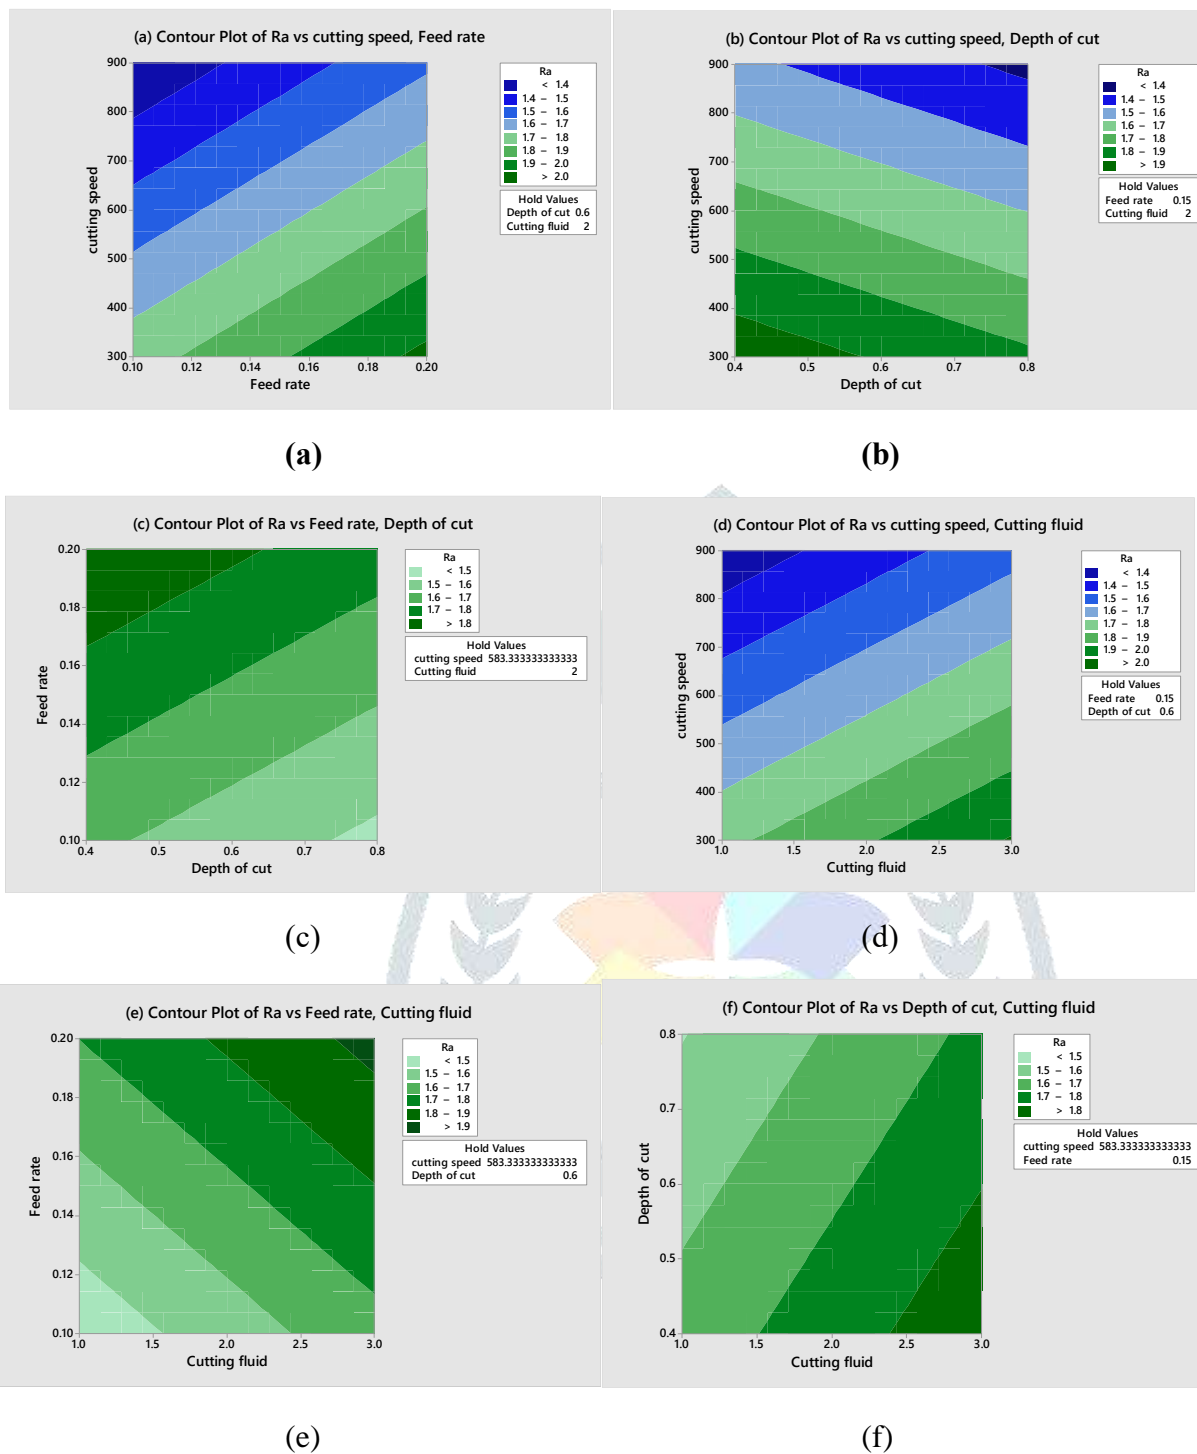 (a) Contour Plot of Ra vs cutting speed, Feed rate
900
800
700
600
500
400
300
cutting speed
0.10 0.12 0.14 0.16 0.18 0.20
Feed rate
Ra
< 1.4
1.4 – 1.5
1.5 – 1.6
1.6 – 1.7
1.7 – 1.8
1.8 – 1.9
1.9 – 2.0
> 2.0
Hold Values
Depth of cut 0.6
Cutting fluid 2
(b) Contour Plot of Ra vs cutting speed, Depth of cut
900
800
700
600
500
400
300
cutting speed
0.4 0.5 0.6 0.7 0.8
Depth of cut
Ra
< 1.4
1.4 – 1.5
1.5 – 1.6
1.6 – 1.7
1.7 – 1.8
1.8 – 1.9
> 1.9
Hold Values
Feed rate 0.15
Cutting fluid 2
(a)
(b)
(c) Contour Plot of Ra vs Feed rate, Depth of cut
0.20
0.18
0.16
0.14
0.12
0.10
Feed rate
0.4 0.5 0.6 0.7 0.8
Depth of cut
Ra
< 1.5
1.5 – 1.6
1.6 – 1.7
1.7 – 1.8
> 1.8
Hold Values
cutting speed 583.333333333333
Cutting fluid 2
(d) Contour Plot of Ra vs cutting speed, Cutting fluid
900
800
700
600
500
400
300
cutting speed
1.0 1.5 2.0 2.5 3.0
Cutting fluid
Ra
< 1.4
1.4 – 1.5
1.5 – 1.6
1.6 – 1.7
1.7 – 1.8
1.8 – 1.9
1.9 – 2.0
> 2.0
Hold Values
Feed rate 0.15
Depth of cut 0.6
(c)
(d)
(e) Contour Plot of Ra vs Feed rate, Cutting fluid
0.20
0.18
0.16
0.14
0.12
0.10
Feed rate
1.0 1.5 2.0 2.5 3.0
Cutting fluid
Ra
< 1.5
1.5 – 1.6
1.6 – 1.7
1.7 – 1.8
1.8 – 1.9
> 1.9
Hold Values
cutting speed 583.333333333333
Depth of cut 0.6
(f) Contour Plot of Ra vs Depth of cut, Cutting fluid
0.8
0.7
0.6
0.5
0.4
Depth of cut
1.0 1.5 2.0 2.5 3.0
Cutting fluid
Ra
< 1.5
1.5 – 1.6
1.6 – 1.7
1.7 – 1.8
> 1.8
Hold Values
cutting speed 583.333333333333
Feed rate 0.15
(e)
(f)